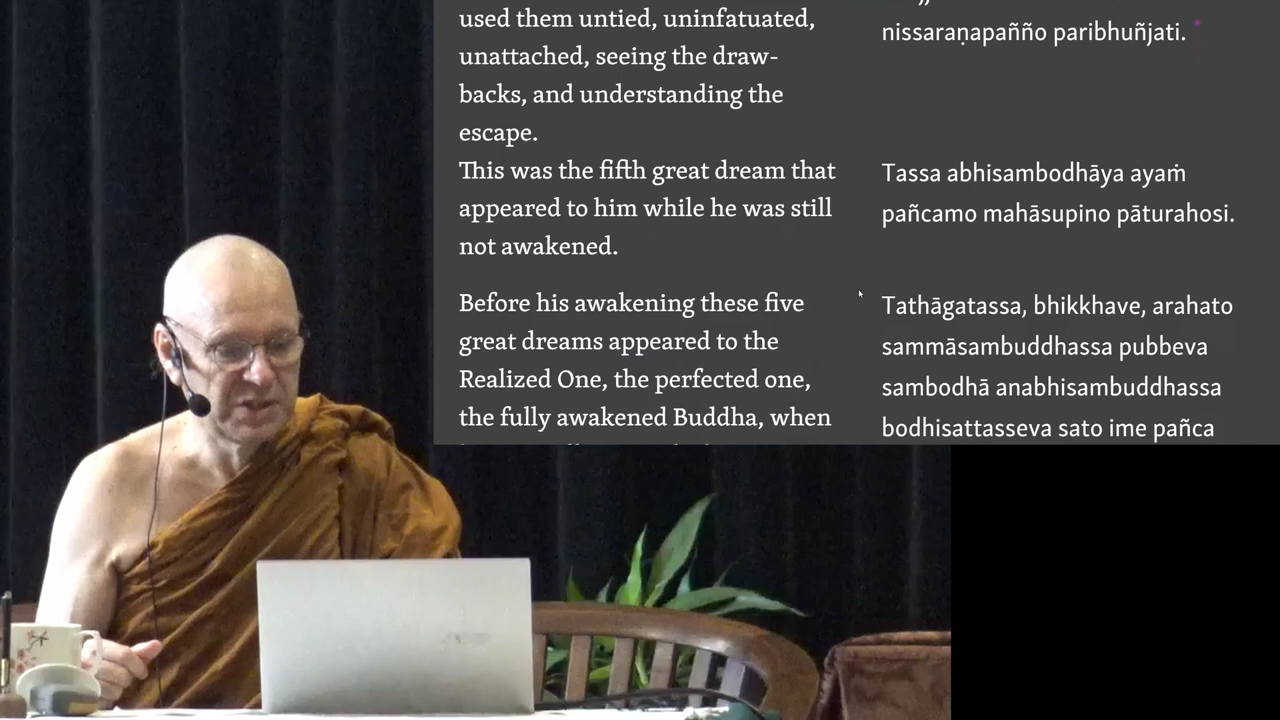 used them untied, uninfatuated,
unattached, seeing the draw-
backs, and understanding the
escape.
This was the fifth great dream that
appeared to him while he was still
not awakened.
Before his awakening these five
great dreams appeared to the
Realized One, the perfected one,
the fully awakened Buddha, when
nissaraṇapañño paribhuñjati. *
Tassa abhisambodhāya ayaṁ
pañcamo mahāsupino pāturahosi.
Tathāgatassa, bhikkhave, arahato
sammāsambuddhassa pubbeva
sambodhā anabhisambuddhassa
bodhisattasseva sato ime pañca